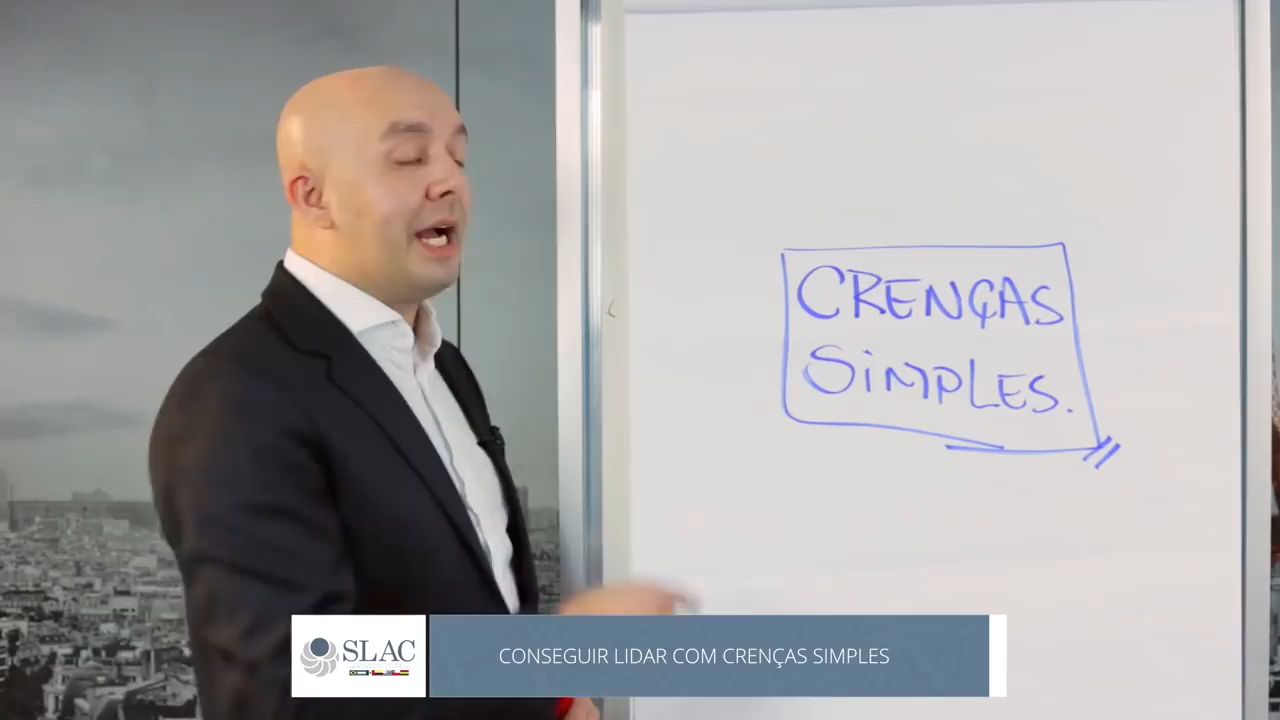 CRENÇAS
SIMPLES.
SLAC
CONSEGUIR LIDAR COM CRENÇAS SIMPLES